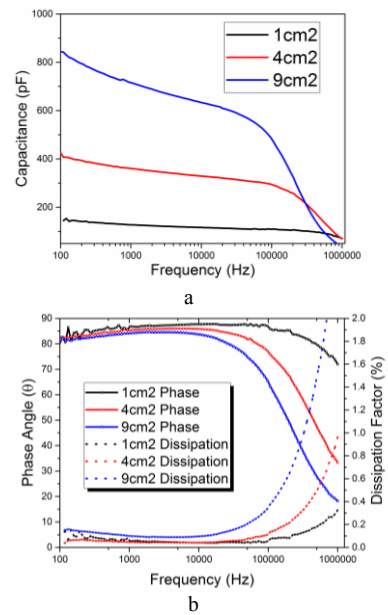 1000
800
600
400
200
Capacitance (pF)
1cm2
4cm2
9cm2
100 1000 10000 100000 1000000
Frequency (Hz)
a
90
80
70
60
50
40
30
20
10
0
Phase Angle (θ)
1cm2 Phase
4cm2 Phase
9cm2 Phase
1cm2 Dissipation
4cm2 Dissipation
9cm2 Dissipation
2.0
1.8
1.6
1.4
1.2
1.0
0.8
0.6
0.4
0.2
0.0
Dissipation Factor (%)
100 1000 10000 100000 1000000
Frequency (Hz)
b